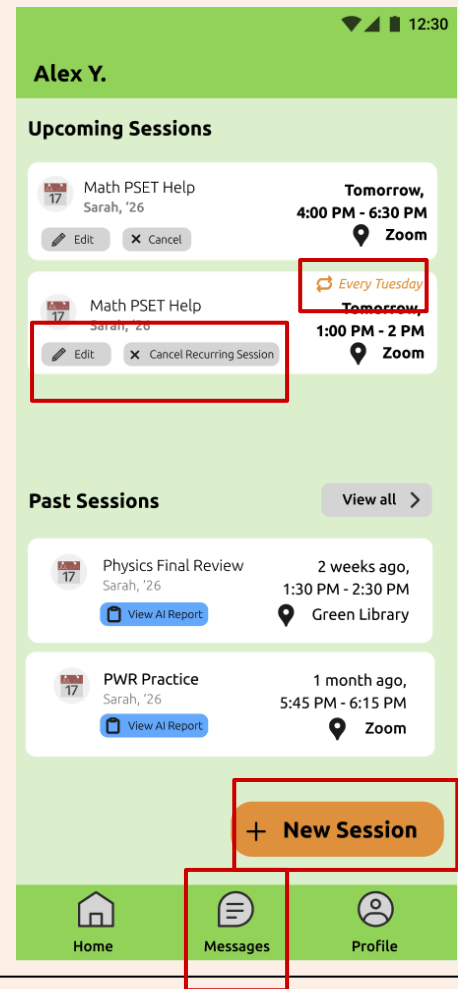 12:30
Alex Y.
Upcoming Sessions
17
Math PSET Help
Sarah, '26
Edit
Cancel
Tomorrow,
4:00 PM - 6:30 PM
Zoom
Every Tuesday
17
Math PSET Help
Sarah, '26
Edit
Cancel Recurring Session
Tomorrow,
1:00 PM - 2 PM
Zoom
Past Sessions
View all
17
Physics Final Review
Sarah, '26
View AI Report
2 weeks ago,
1:30 PM - 2:30 PM
Green Library
17
PWR Practice
Sarah, '26
View AI Report
1 month ago,
5:45 PM - 6:15 PM
Zoom
+ New Session
Home
Messages
Profile